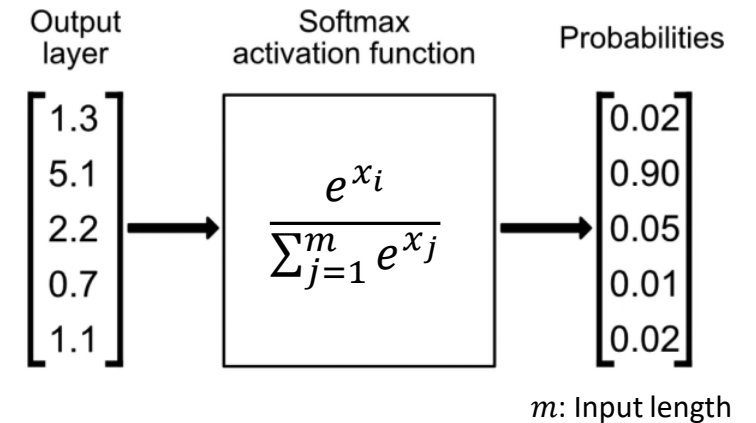 Output
layer
Softmax
activation function
Probabilities
1.3
5.1
2.2
0.7
1.1
e^{x_i}
∑_{j=1}^{m} e^{x_j}
0.02
0.90
0.05
0.01
0.02
m: Input length